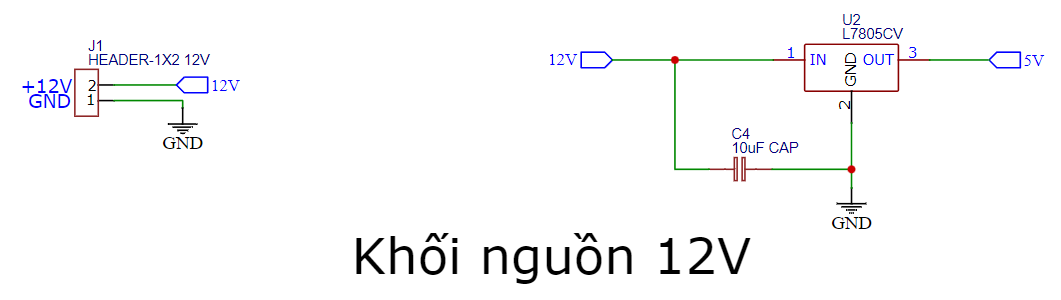 J1
HEADER-1X2 12V
+12V 2 12V
GND 1
GND
U2
L7805CV
12V 1 IN GND OUT 3 5V
2
C4
10uF CAP
GND
Khối nguồn 12V